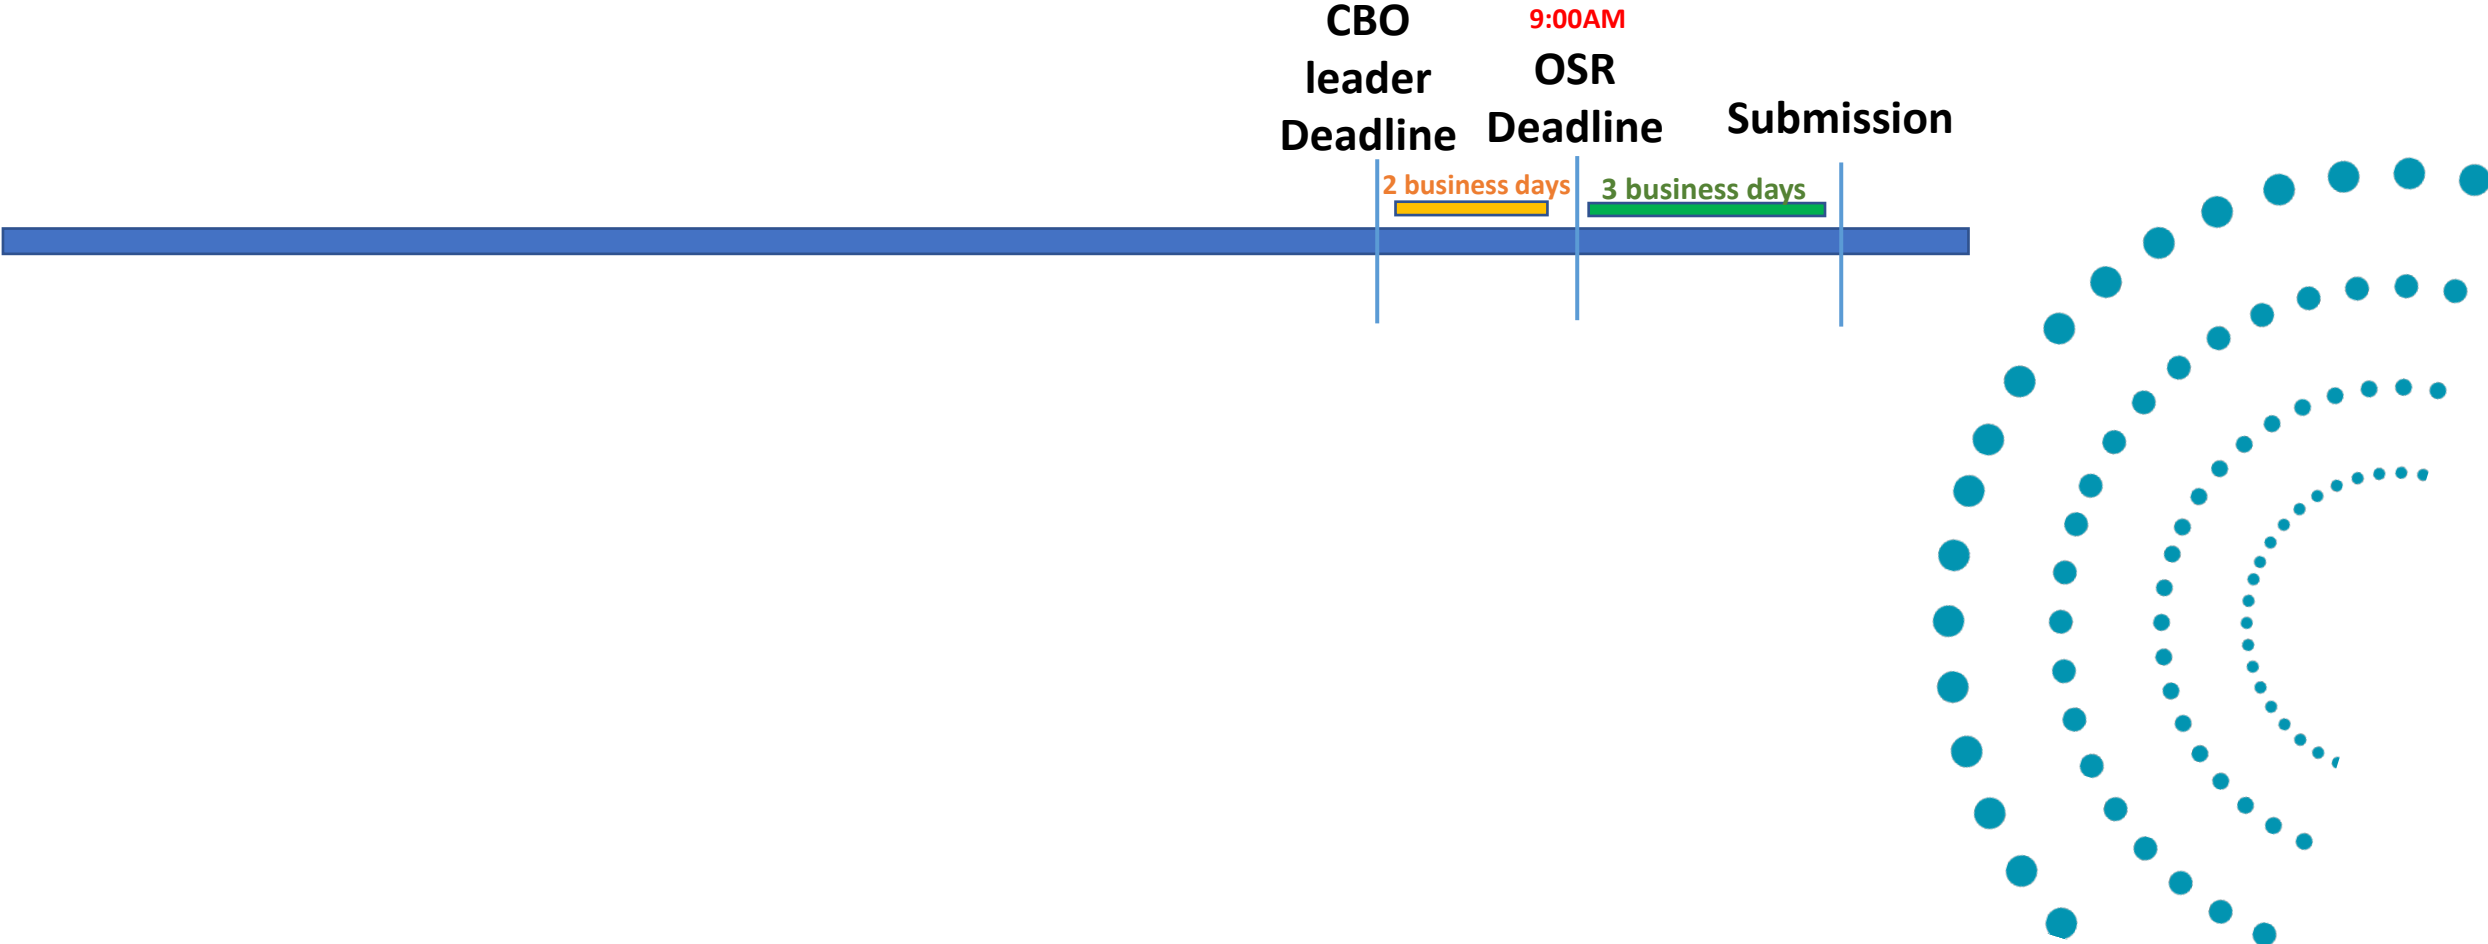 CBO
leader
Deadline
9:00AM
OSR
Deadline
Submission
2 business days
3 business days